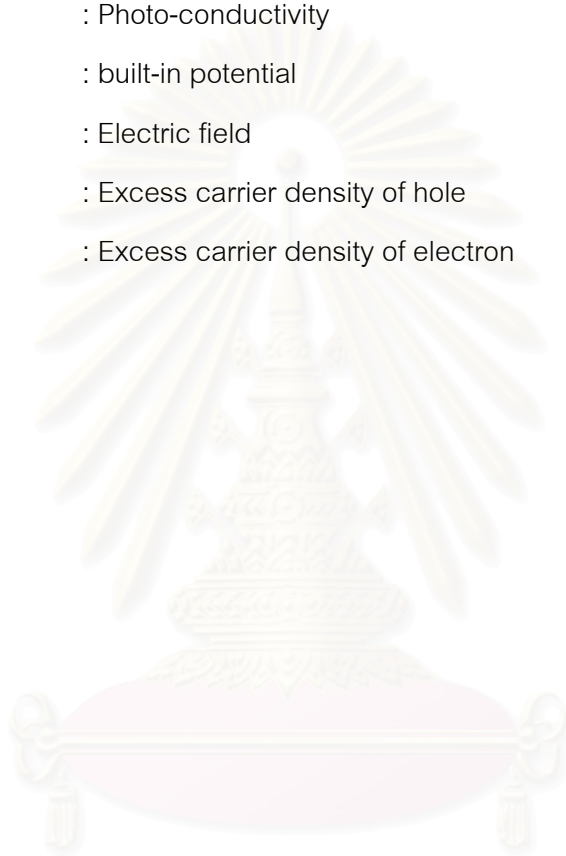 : Photo-conductivity
: built-in potential
: Electric field
: Excess carrier density of hole
: Excess carrier density of electron